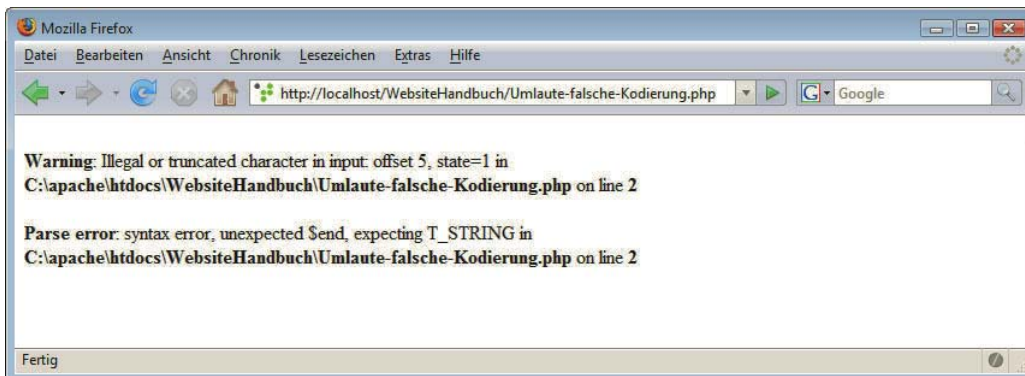 Mozilla Firefox
Datei Bearbeiten Ansicht Chronik Lesezeichen Extras Hilfe
http://localhost/WebsiteHandbuch/Umlaute-falsche-Kodierung.php G Google
Warning: Illegal or truncated character in input: offset 5, state=1 in
C:\apache\htdocs\WebsiteHandbuch\Umlaute-falsche-Kodierung.php on line 2
Parse error: syntax error, unexpected $end, expecting T_STRING in
C:\apache\htdocs\WebsiteHandbuch\Umlaute-falsche-Kodierung.php on line 2
Fertig